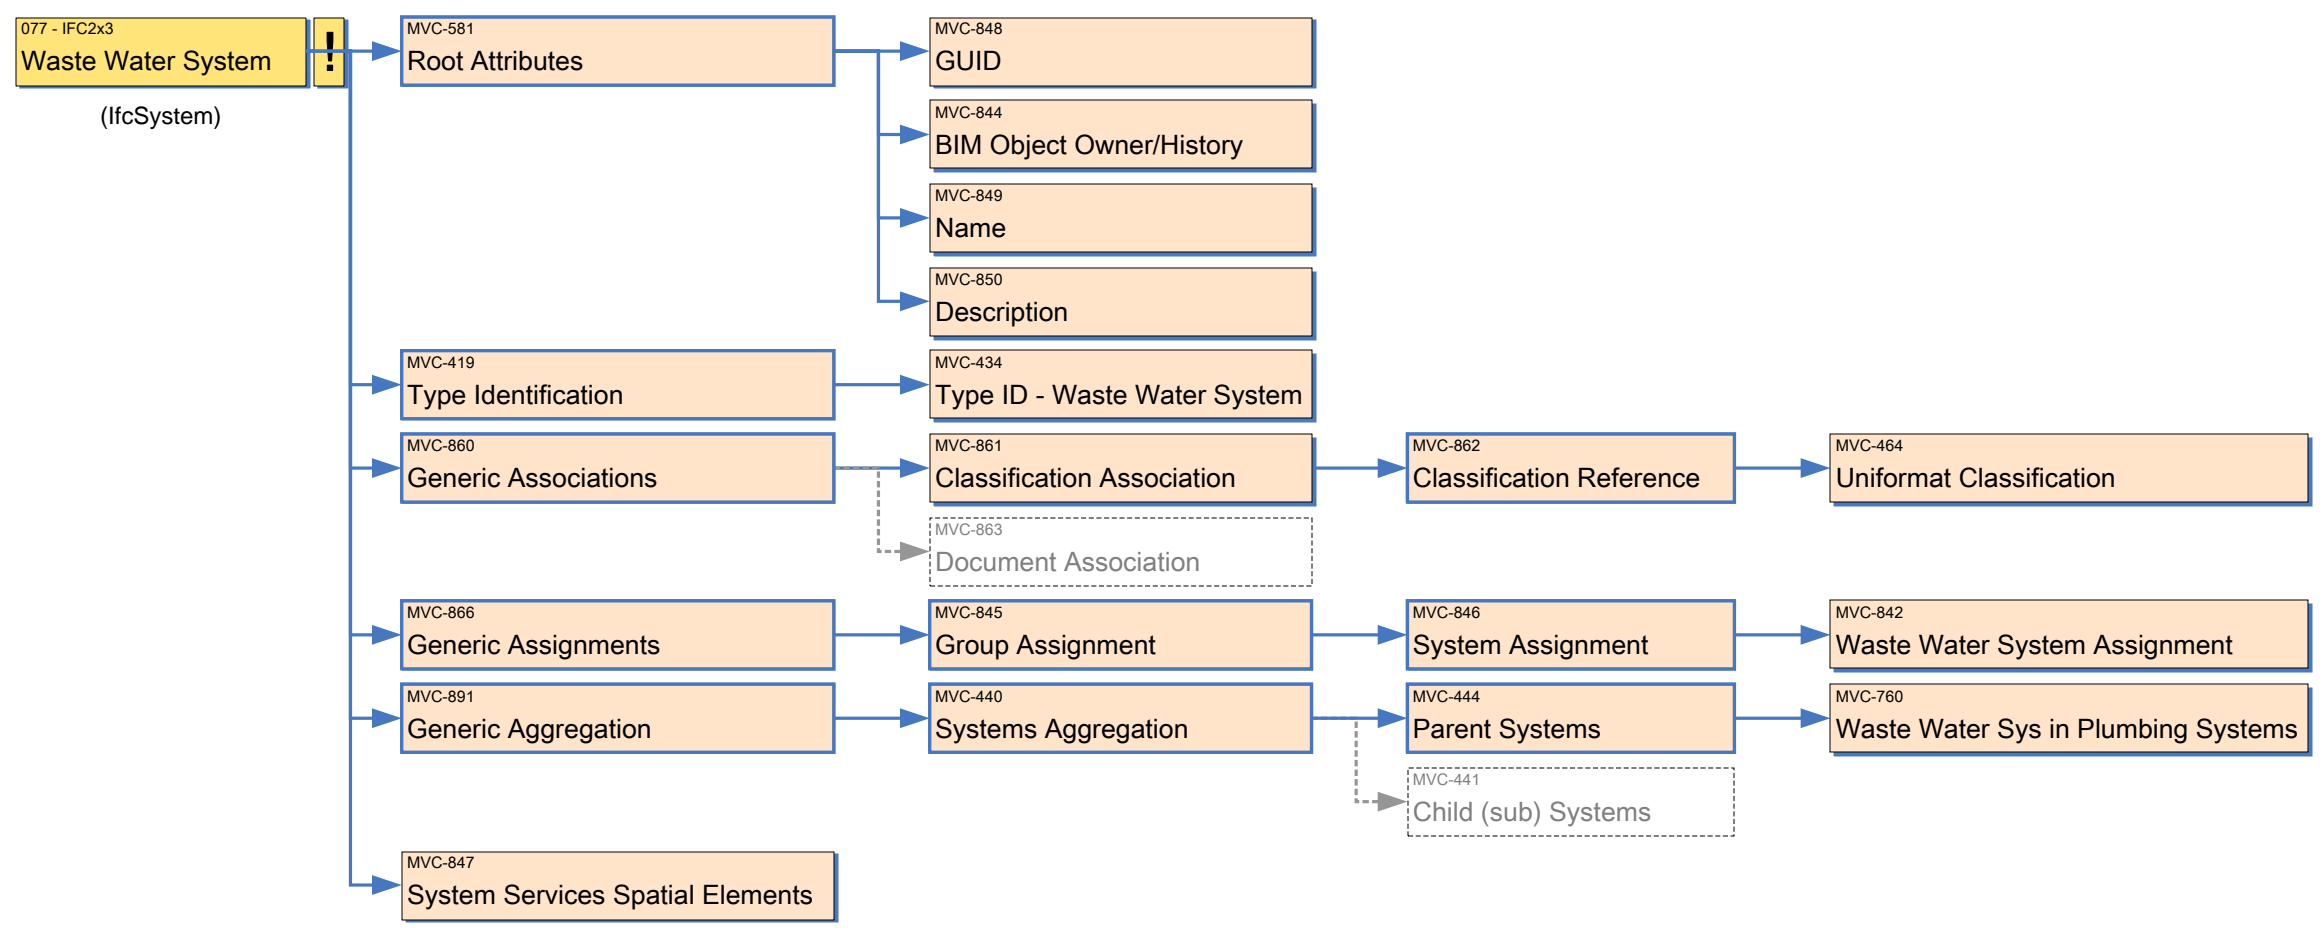 077 - IFC2x3
Waste Water System
!
(IfcSystem)
MVC-581
Root Attributes
MVC-848
GUID
MVC-844
BIM Object Owner/History
MVC-849
Name
MVC-850
Description
MVC-419
Type Identification
MVC-434
Type ID - Waste Water System
MVC-860
Generic Associations
MVC-861
Classification Association
MVC-862
Classification Reference
MVC-464
Uniformat Classification
MVC-863
Document Association
MVC-866
Generic Assignments
MVC-845
Group Assignment
MVC-846
System Assignment
MVC-842
Waste Water System Assignment
MVC-891
Generic Aggregation
MVC-440
Systems Aggregation
MVC-444
Parent Systems
MVC-760
Waste Water Sys in Plumbing Systems
MVC-441
Child (sub) Systems
MVC-847
System Services Spatial Elements